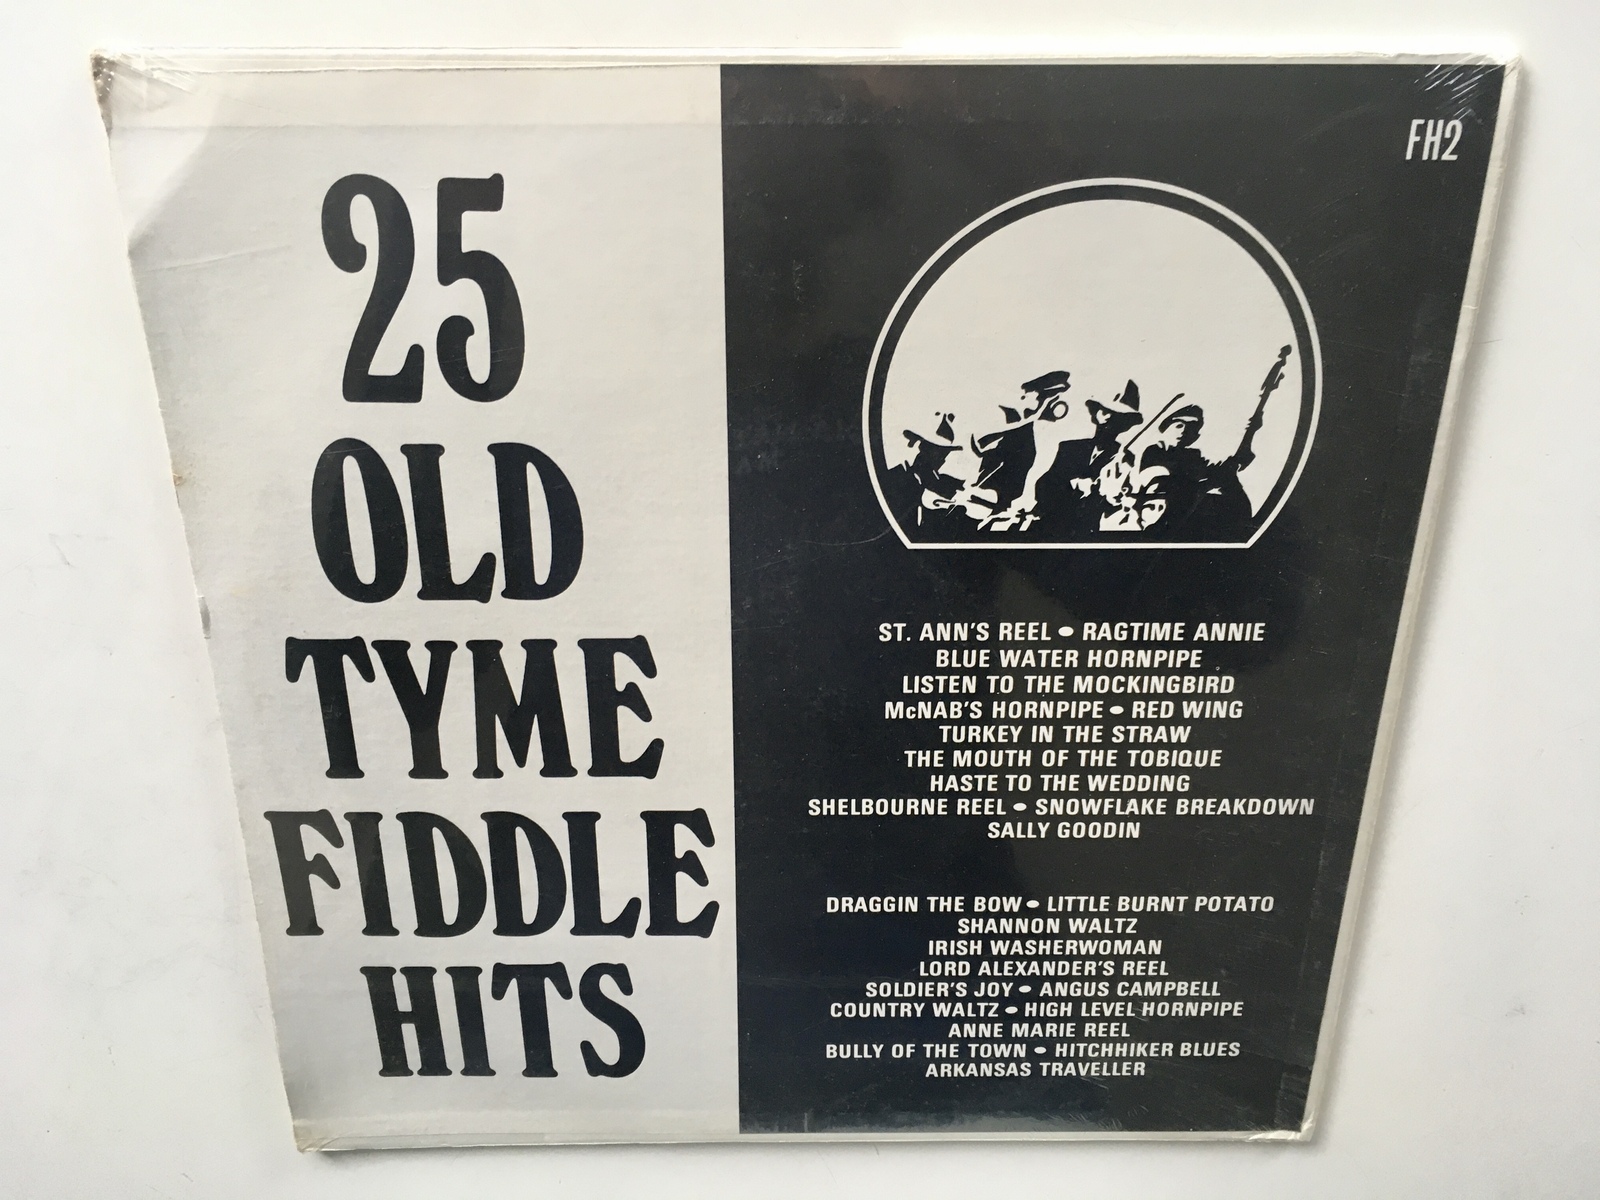 25
OLD
TYME
FIDDLE
HITS
FH2
ST. ANN'S REEL • RAGTIME ANNIE
BLUE WATER HORNPIPE
LISTEN TO THE MOCKINGBIRD
McNAB'S HORNPIPE • RED WING
TURKEY IN THE STRAW
THE MOUTH OF THE TOBIQUE
HASTE TO THE WEDDING
SHELBOURNE REEL • SNOWFLAKE BREAKDOWN
SALLY GOODIN
DRAGGIN THE BOW • LITTLE BURNT POTATO
SHANNON WALTZ
IRISH WASHERWOMAN
LORD ALEXANDER'S REEL
SOLDIER'S JOY • ANGUS CAMPBELL
COUNTRY WALTZ • HIGH LEVEL HORNPIPE
ANNE MARIE REEL
BULLY OF THE TOWN • HITCHHIKER BLUES
ARKANSAS TRAVELLER